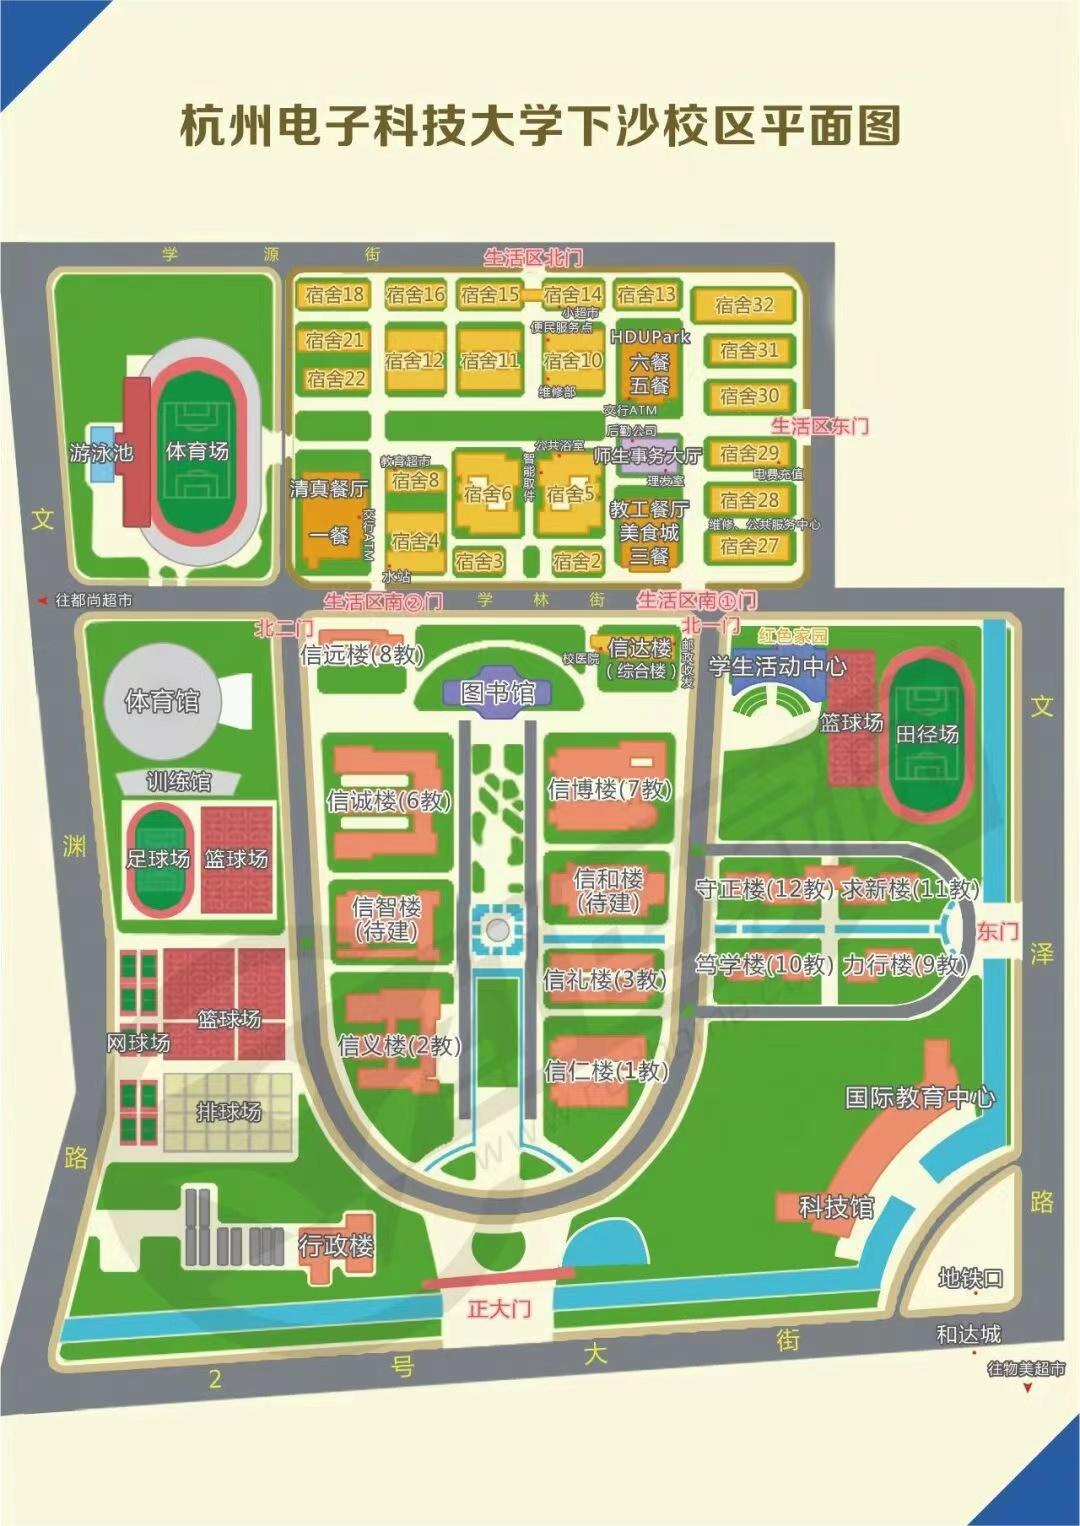 杭州电子科技大学下沙校区平面图
学 源 街
生活区北门
宿舍18
宿舍16
宿舍15
宿舍14
宿舍13
宿舍32
小超市
便民服务点
宿舍21
宿舍12
宿舍11
宿舍10
HDUPark
六餐
五餐
宿舍31
宿舍22
维修部
宿舍30
交行ATM
后勤公司
生活区东门
游泳池
体育场
公共浴室
师生事务大厅
宿舍29
教育超市
智能取件
理发室
电费充值
清真餐厅
宿舍8
宿舍6
宿舍5
教工餐厅
美食城
三餐
宿舍28
维修、公共服务中心
一餐
交行ATM
宿舍4
宿舍27
宿舍3
宿舍2
水站
往都尚超市
生活区南②门
学 林 街
生活区南①门
北二门
北一门
信远楼(8教)
校医院
信达楼
(综合楼)
邮政收发
红色家园
学生活动中心
体育馆
图书馆
篮球场
田径场
训练馆
信诚楼(6教)
信博楼(7教)
足球场
篮球场
信智楼
(待建)
信和楼
(待建)
守正楼(12教)
求新楼(11教)
东门
信礼楼(3教)
笃学楼(10教)
力行楼(9教)
篮球场
网球场
信义楼(2教)
信仁楼(1教)
排球场
国际教育中心
科技馆
行政楼
正大门
地铁口
和达城
往物美超市
文 渊 路
文 泽 路
2 号 大 街